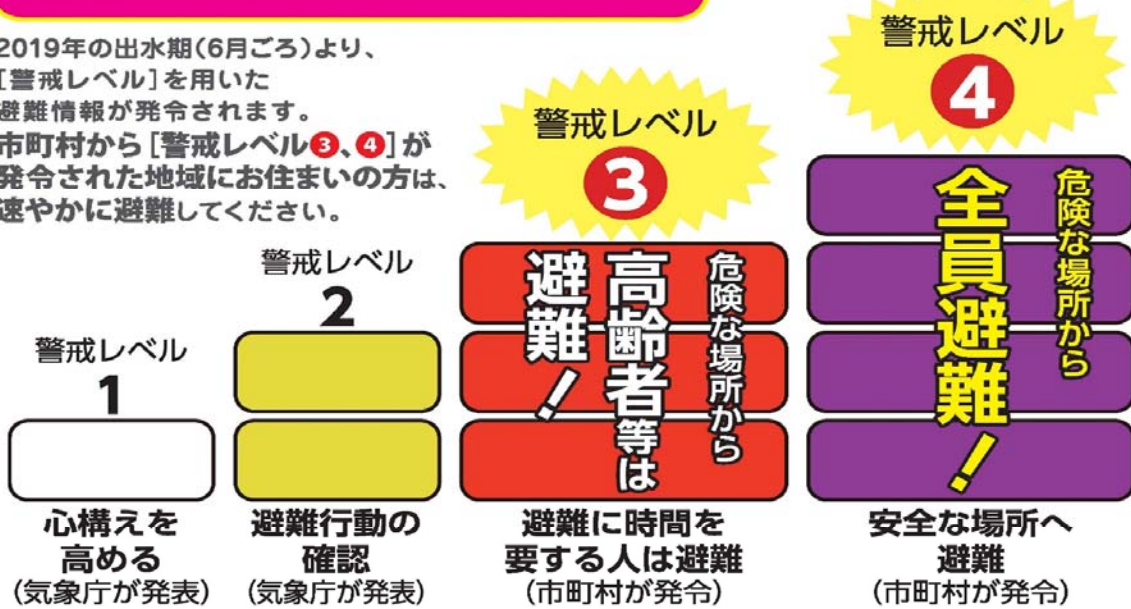 2019年の出水期(6月ごろ)より、
[警戒レベル]を用いた
避難情報が発令されます。
市町村から[警戒レベル3、4]が
発令された地域にお住まいの方は、
速やかに避難してください。
警戒レベル
1
心構えを
高める
(気象庁が発表)
警戒レベル
2
避難行動の
確認
(気象庁が発表)
警戒レベル
3
危険な場所から
高齢者等は
避難!
避難に時間を
要する人は避難
(市町村が発令)
警戒レベル
4
危険な場所から
全員避難!
安全な場所へ
避難
(市町村が発令)